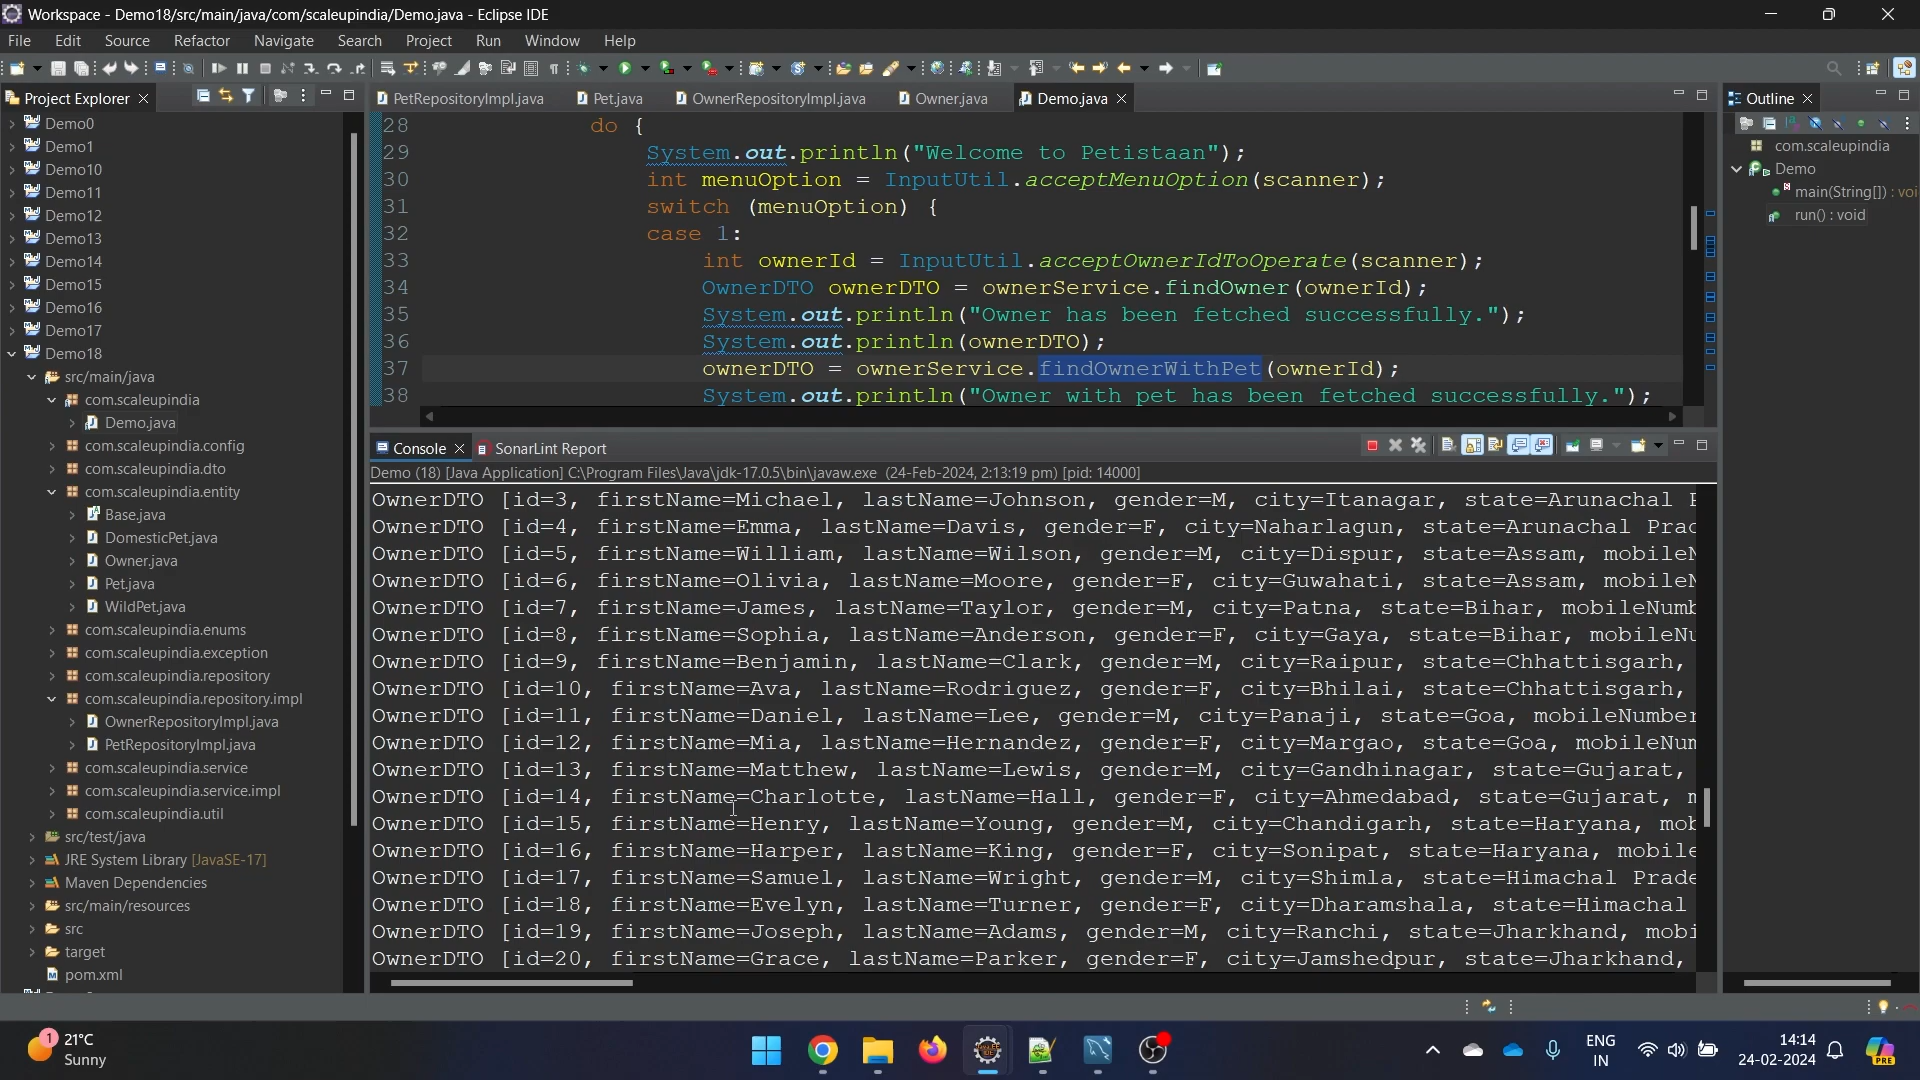 Workspace - Demo18/src/main/java/com/scaleupindia/Demo.java - Eclipse IDE
File Edit Source Refactor Navigate Search Project Run Window Help
Project Explorer
PetRepositoryImpl.java Pet.java OwnerRepositoryImpl.java Owner.java Demo.java
Outline
Demo0
Demo1
Demo10
Demo11
Demo12
Demo13
Demo14
Demo15
Demo16
Demo17
Demo18
src/main/java
com.scaleupindia
Demo.java
com.scaleupindia.config
com.scaleupindia.dto
com.scaleupindia.entity
Base.java
DomesticPet.java
Owner.java
Pet.java
WildPet.java
com.scaleupindia.enums
com.scaleupindia.exception
com.scaleupindia.repository
com.scaleupindia.repository.impl
OwnerRepositoryImpl.java
PetRepositoryImpl.java
com.scaleupindia.service
com.scaleupindia.service.impl
com.scaleupindia.util
src/test/java
JRE System Library [JavaSE-17]
Maven Dependencies
src/main/resources
src
target
pom.xml
28 do {
29 System.out.println("Welcome to Petistaan");
30 int menuOption = InputUtil.acceptMenuOption(scanner);
31 switch (menuOption) {
32 case 1:
33 int ownerId = InputUtil.acceptOwnerIdToOperate(scanner);
34 OwnerDTO ownerDTO = ownerService.findOwner(ownerId);
35 System.out.println("Owner has been fetched successfully.");
36 System.out.println(ownerDTO);
37 ownerDTO = ownerService.findOwnerWithPet(ownerId);
38 System.out.println("Owner with pet has been fetched successfully.");
com.scaleupindia
Demo
main(String[]) : voi
run() : void
Console SonarLint Report
Demo (18) [Java Application] C:\Program Files\Java\jdk-17.0.5\bin\javaw.exe (24-Feb-2024, 2:13:19 pm) [pid: 14000]
OwnerDTO [id=3, firstName=Michael, lastName=Johnson, gender=M, city=Itanagar, state=Arunachal P
OwnerDTO [id=4, firstName=Emma, lastName=Davis, gender=F, city=Naharlagun, state=Arunachal Prad
OwnerDTO [id=5, firstName=William, lastName=Wilson, gender=M, city=Dispur, state=Assam, mobileN
OwnerDTO [id=6, firstName=Olivia, lastName=Moore, gender=F, city=Guwahati, state=Assam, mobileN
OwnerDTO [id=7, firstName=James, lastName=Taylor, gender=M, city=Patna, state=Bihar, mobileNumb
OwnerDTO [id=8, firstName=Sophia, lastName=Anderson, gender=F, city=Gaya, state=Bihar, mobileNu
OwnerDTO [id=9, firstName=Benjamin, lastName=Clark, gender=M, city=Raipur, state=Chhattisgarh,
OwnerDTO [id=10, firstName=Ava, lastName=Rodriguez, gender=F, city=Bhilai, state=Chhattisgarh,
OwnerDTO [id=11, firstName=Daniel, lastName=Lee, gender=M, city=Panaji, state=Goa, mobileNumber
OwnerDTO [id=12, firstName=Mia, lastName=Hernandez, gender=F, city=Margao, state=Goa, mobileNum
OwnerDTO [id=13, firstName=Matthew, lastName=Lewis, gender=M, city=Gandhinagar, state=Gujarat,
OwnerDTO [id=14, firstName=Charlotte, lastName=Hall, gender=F, city=Ahmedabad, state=Gujarat, m
OwnerDTO [id=15, firstName=Henry, lastName=Young, gender=M, city=Chandigarh, state=Haryana, mob
OwnerDTO [id=16, firstName=Harper, lastName=King, gender=F, city=Sonipat, state=Haryana, mobile
OwnerDTO [id=17, firstName=Samuel, lastName=Wright, gender=M, city=Shimla, state=Himachal Prade
OwnerDTO [id=18, firstName=Evelyn, lastName=Turner, gender=F, city=Dharamshala, state=Himachal
OwnerDTO [id=19, firstName=Joseph, lastName=Adams, gender=M, city=Ranchi, state=Jharkhand, mobi
OwnerDTO [id=20, firstName=Grace, lastName=Parker, gender=F, city=Jamshedpur, state=Jharkhand,
1
21°C
Sunny
ENG
IN
14:14
24-02-2024
PRE